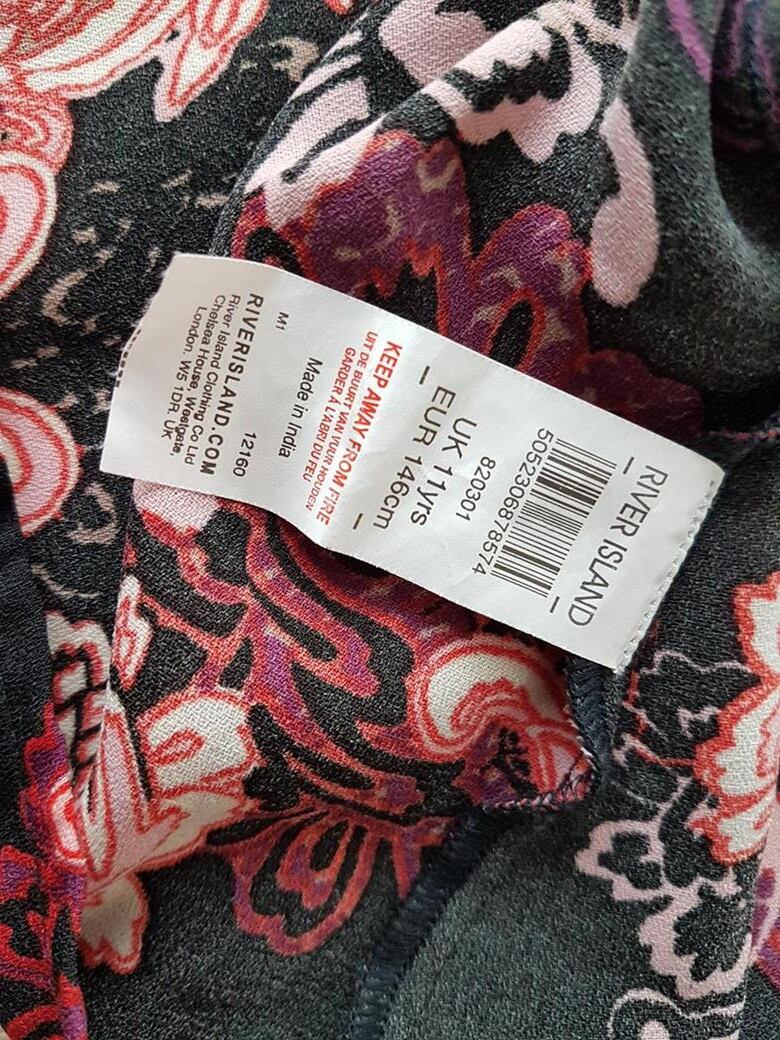 RIVER ISLAND
5052306878574
820301
UK 11yrs
EUR 146cm
KEEP AWAY FROM FIRE
UIT DE BUURT VAN VUUR HOUDEN
GARDER À L'ABRI DU FEU
Made in India
M1
12160
RIVERISLAND.COM
River Island Clothing Co Ltd
Chelsea House, Westgate,
London. W5 1DR. UK